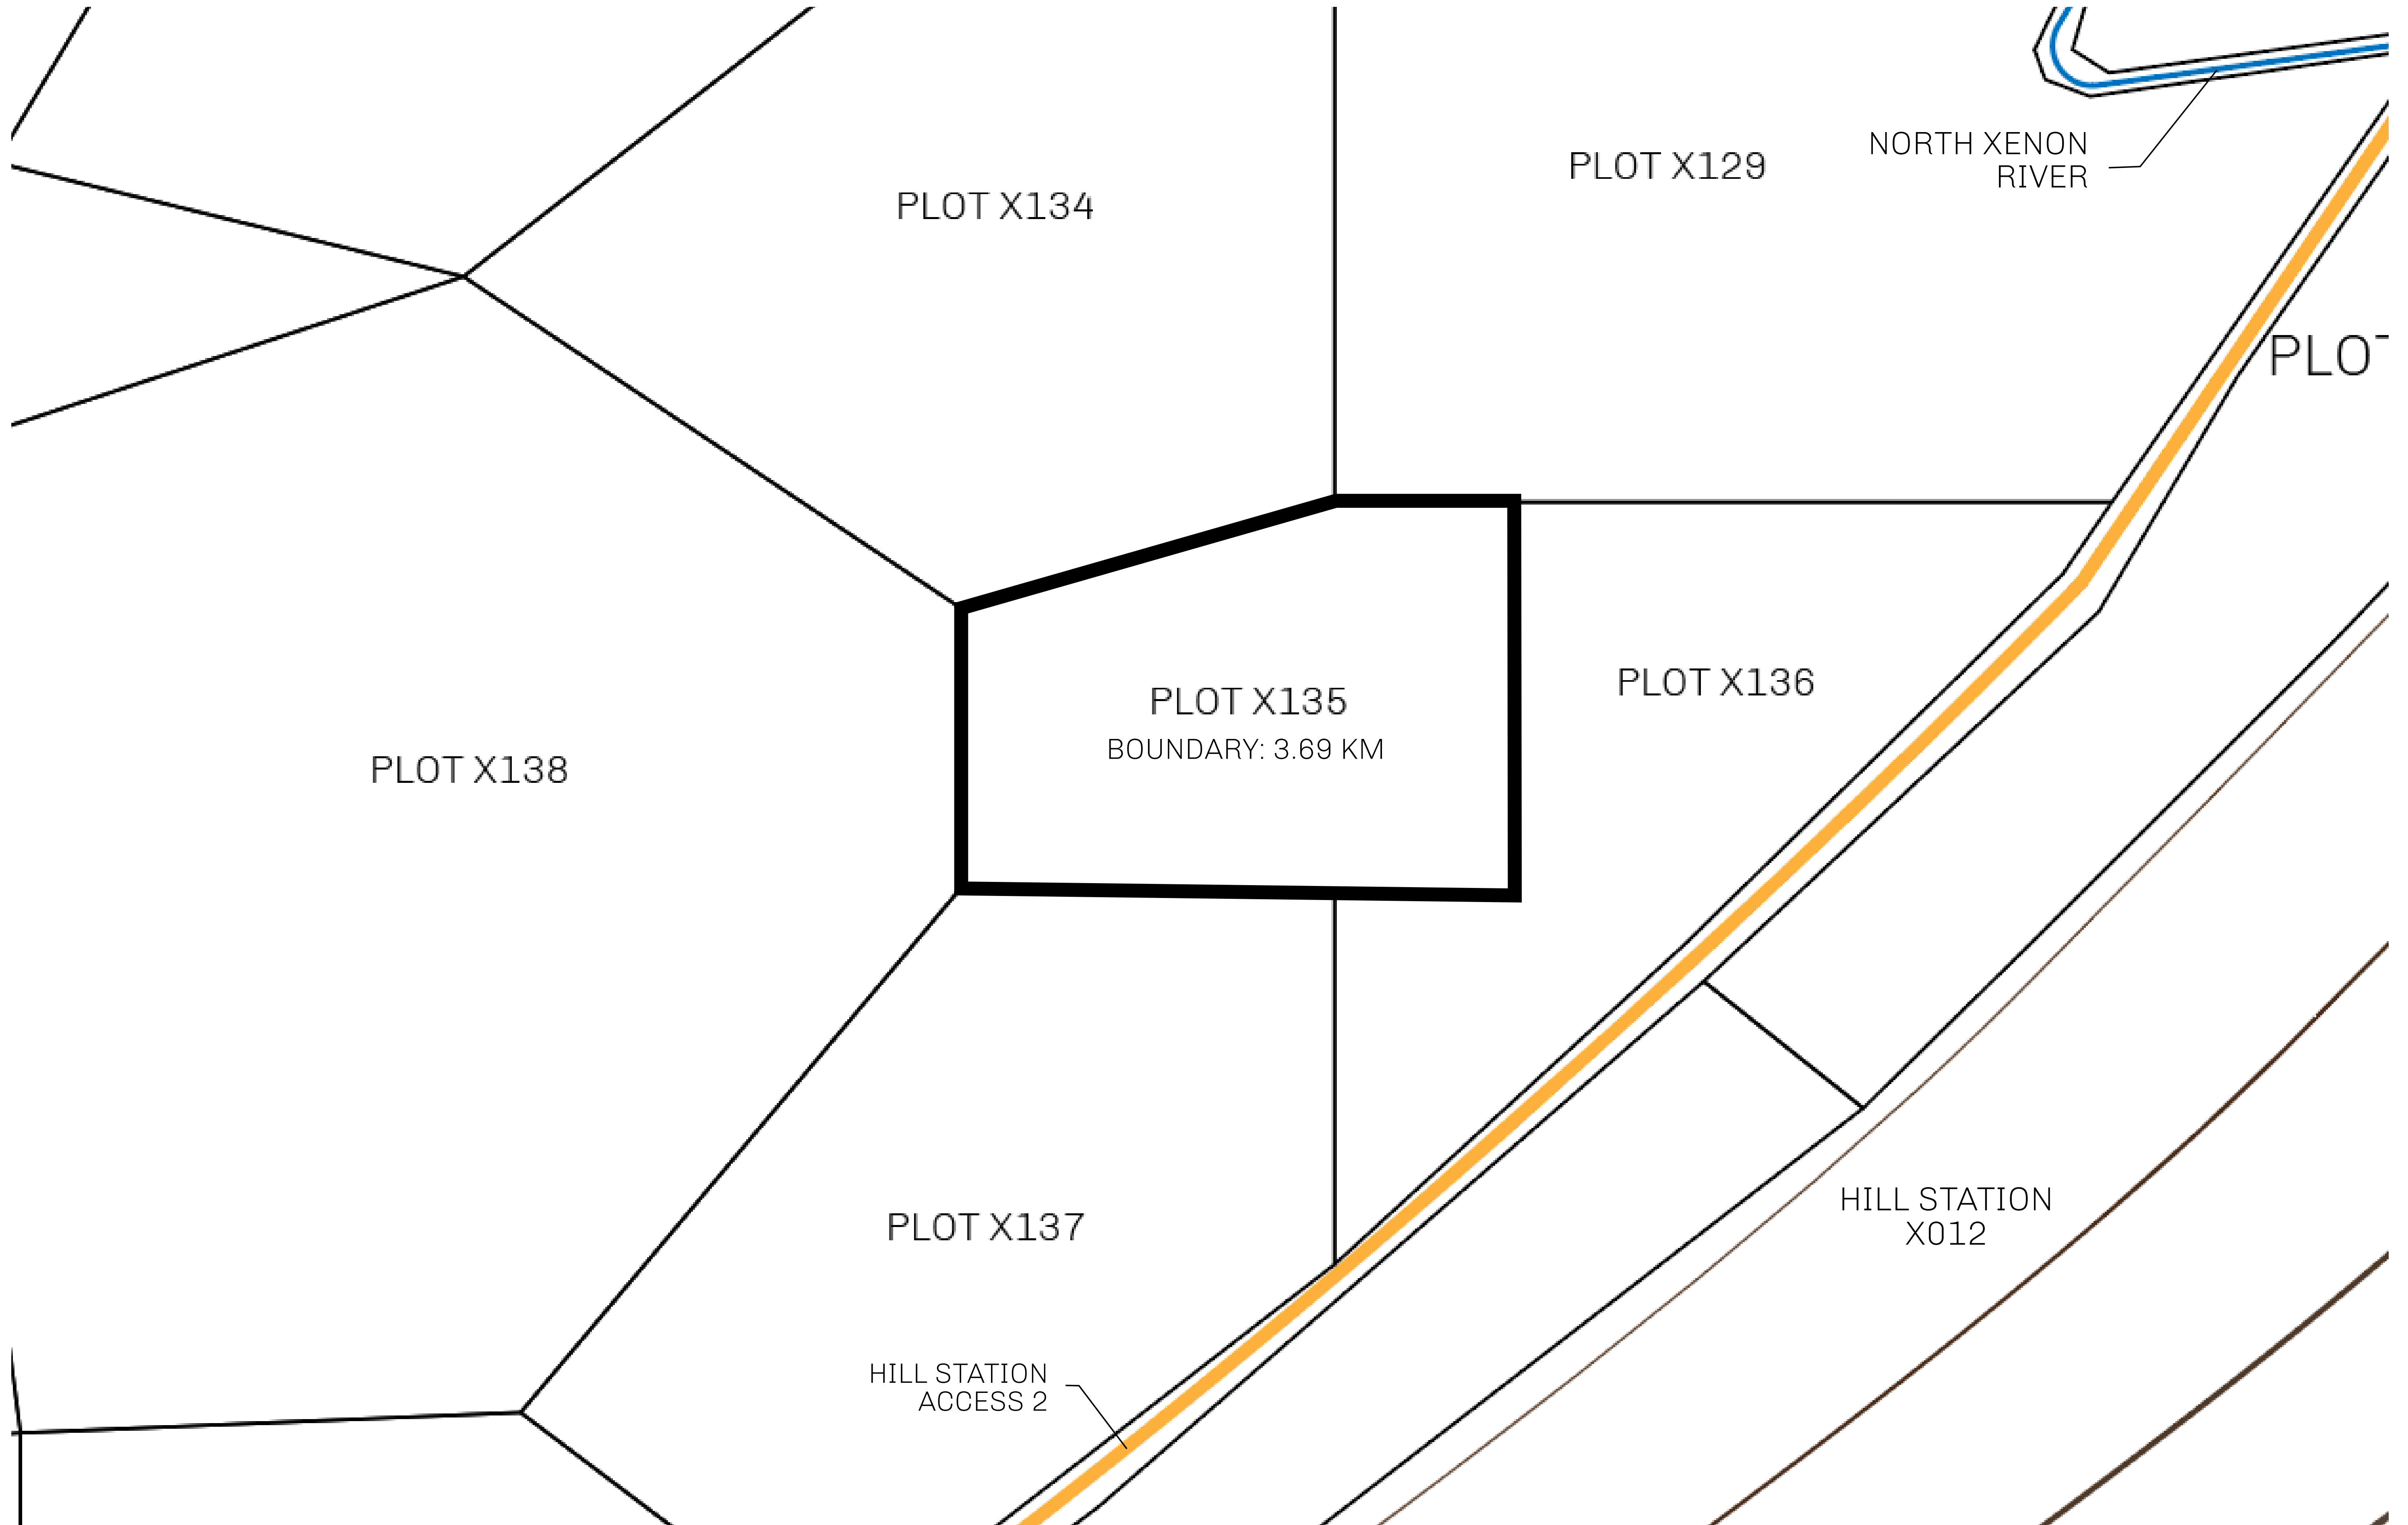 PLOT X134
PLOT X129
NORTH XENON
RIVER
PLOT
PLOT X135
BOUNDARY: 3.69 KM
PLOT X136
PLOT X138
PLOT X137
HILL STATION
X012
HILL STATION
ACCESS 2